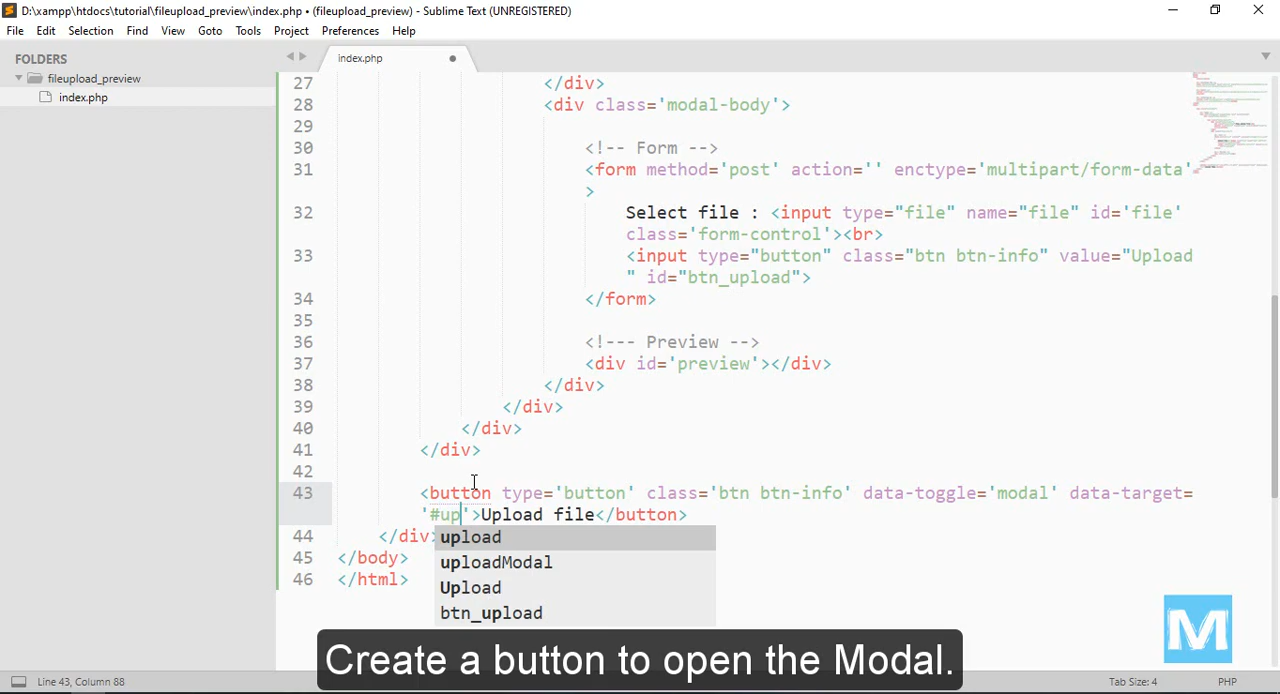 D:\xampp\htdocs\tutorial\fileupload_preview\index.php • (fileupload_preview) - Sublime Text (UNREGISTERED)
File Edit Selection Find View Goto Tools Project Preferences Help
FOLDERS
fileupload_preview
index.php
index.php
27 </div>
28 <div class='modal-body'>
29
30 <!-- Form -->
31 <form method='post' action='' enctype='multipart/form-data'
>
32 Select file : <input type="file" name="file" id='file'
class='form-control'><br>
33 <input type="button" class="btn btn-info" value="Upload
" id="btn_upload">
34 </form>
35
36 <!--- Preview -->
37 <div id='preview'></div>
38 </div>
39 </div>
40 </div>
41 </div>
42
43 <button type='button' class='btn btn-info' data-toggle='modal' data-target=
'#up'>Upload file</button>
44 </div>
upload
45 </body>
uploadModal
46 </html>
Upload
btn_upload
M
Create a button to open the Modal.
Line 43, Column 88
Tab Size: 4
PHP